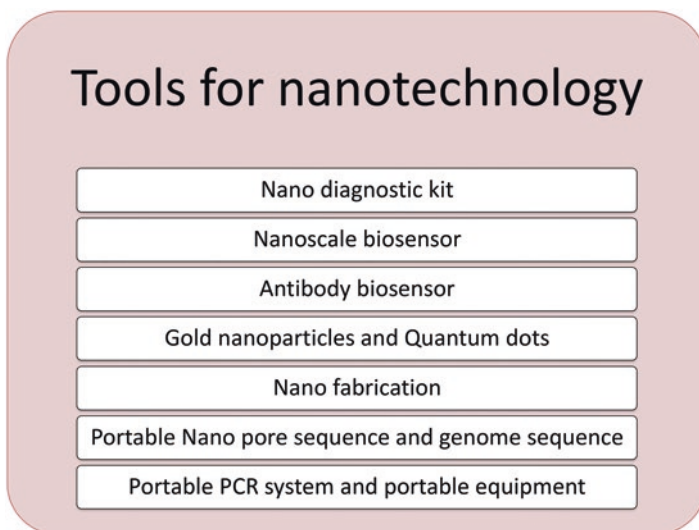 Tools for nanotechnology
Nano diagnostic kit
Nanoscale biosensor
Antibody biosensor
Gold nanoparticles and Quantum dots
Nano fabrication
Portable Nano pore sequence and genome sequence
Portable PCR system and portable equipment